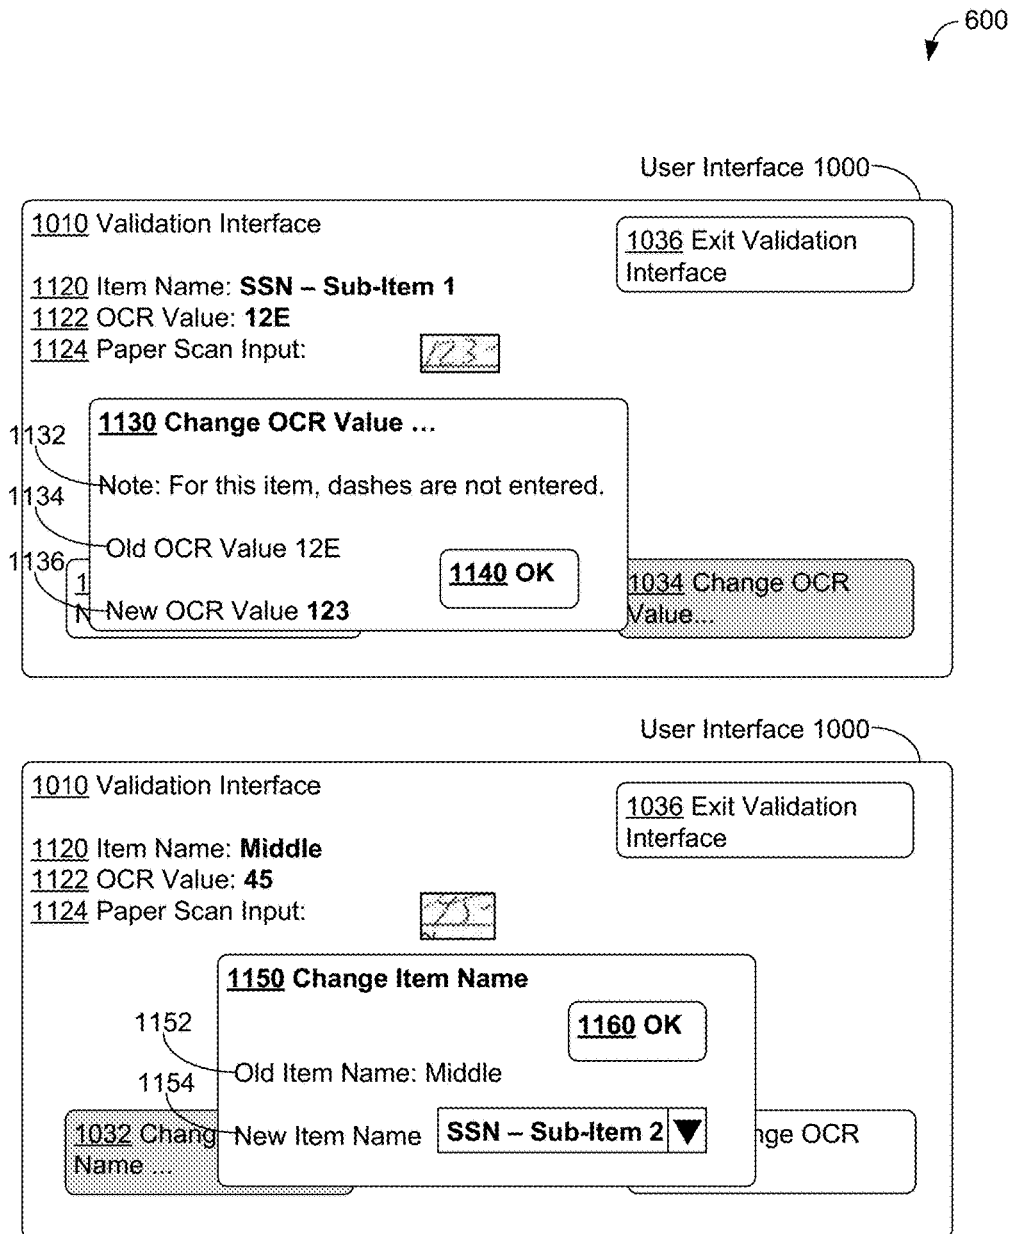 600
User Interface 1000
1010 Validation Interface
1036 Exit Validation
Interface
1120 Item Name: SSN – Sub-Item 1
1122 OCR Value: 12E
1124 Paper Scan Input:
123-
1130 Change OCR Value ...
1132
Note: For this item, dashes are not entered.
1134
Old OCR Value 12E
1136
1140 OK
New OCR Value 123
1
N
1034 Change OCR
Value...
User Interface 1000
1010 Validation Interface
1036 Exit Validation
Interface
1120 Item Name: Middle
1122 OCR Value: 45
1124 Paper Scan Input:
1150 Change Item Name
1160 OK
1152
Old Item Name: Middle
1154
New Item Name SSN – Sub-Item 2
1032 Chang
Name ...
nge OCR